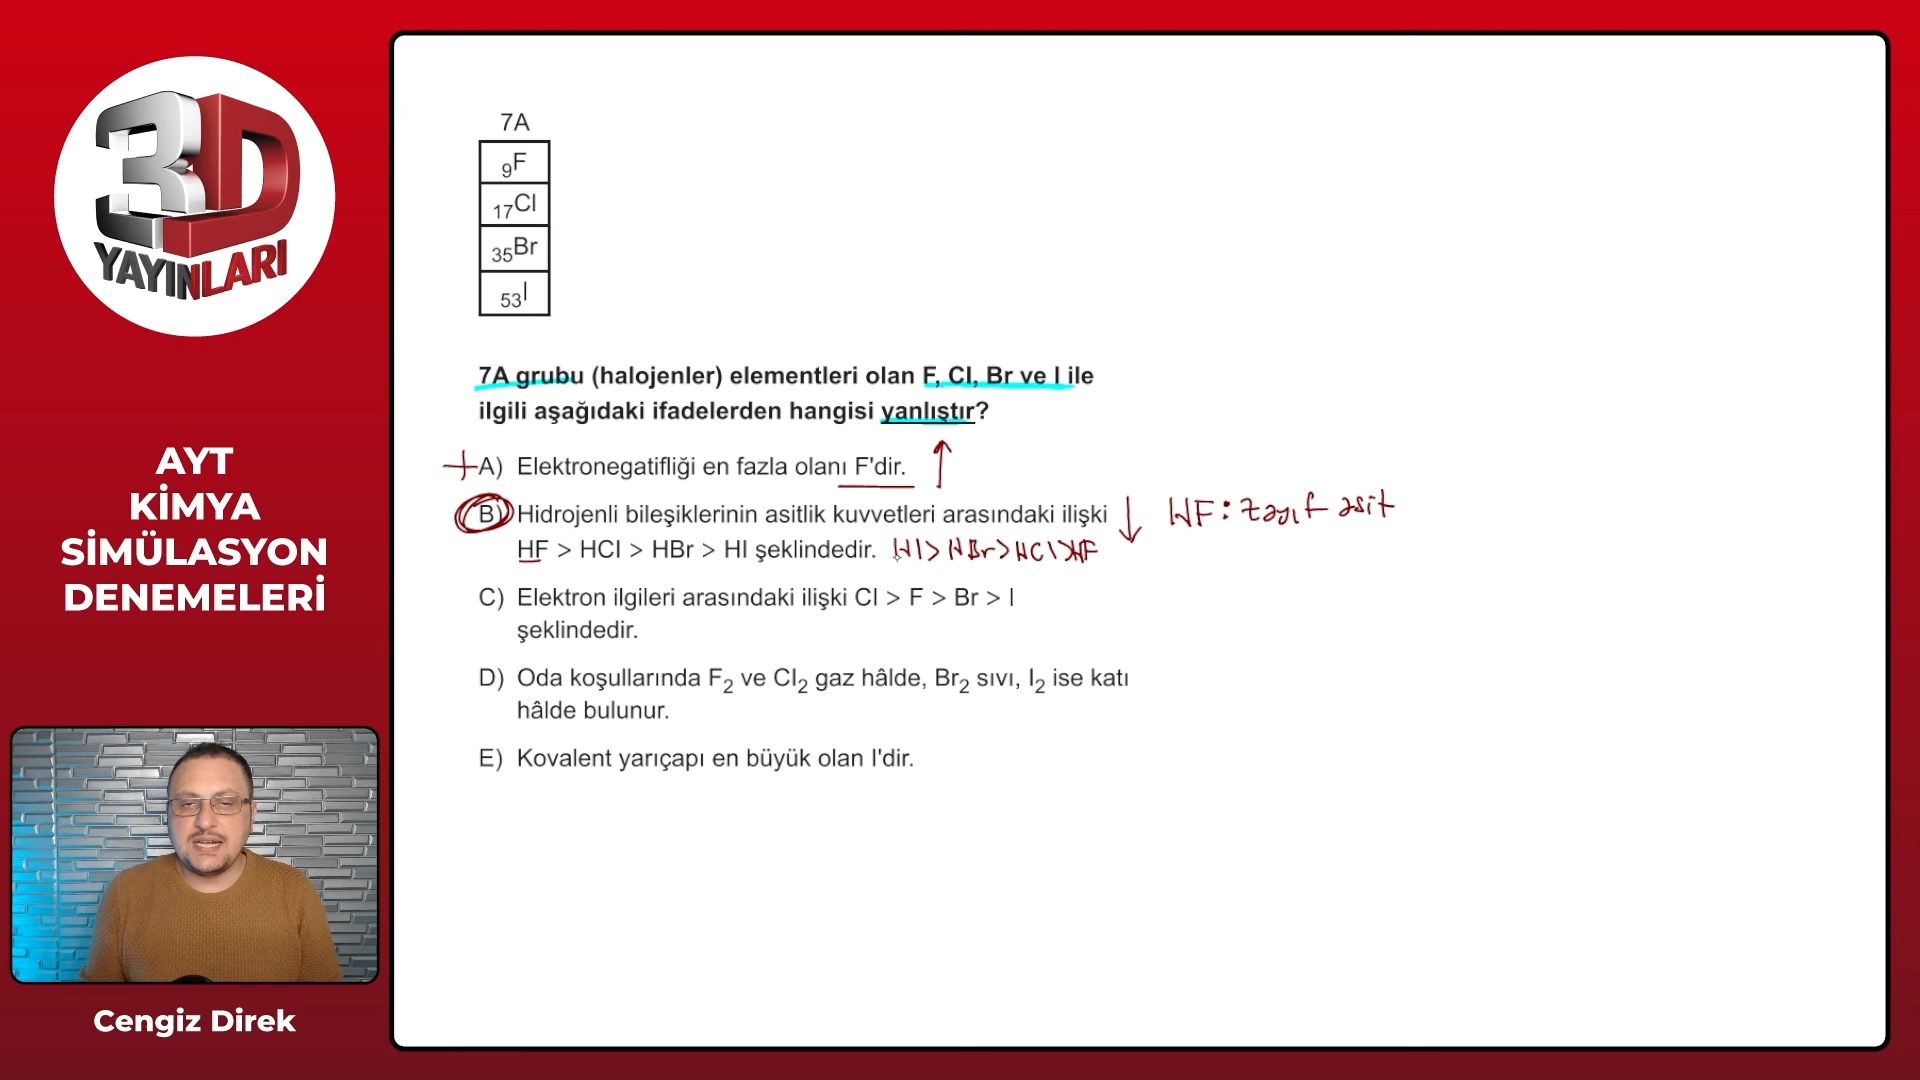 3D
YAYINLARI
AYT
KİMYA
SİMÜLASYON
DENEMELERİ
Cengiz Direk
7A
9F
17Cl
35Br
53I
7A grubu (halojenler) elementleri olan F, Cl, Br ve I ile
ilgili aşağıdaki ifadelerden hangisi yanlıştır?
A) Elektronegatifliği en fazla olanı F'dir.
B) Hidrojenli bileşiklerinin asitlik kuvvetleri arasındaki ilişki
HF > HCl > HBr > HI şeklindedir.
HI > HBr > HCl > HF
HF : zayıf asit
C) Elektron ilgileri arasındaki ilişki Cl > F > Br > I
şeklindedir.
D) Oda koşullarında F2 ve Cl2 gaz hâlde, Br2 sıvı, I2 ise katı
hâlde bulunur.
E) Kovalent yarıçapı en büyük olan I'dir.